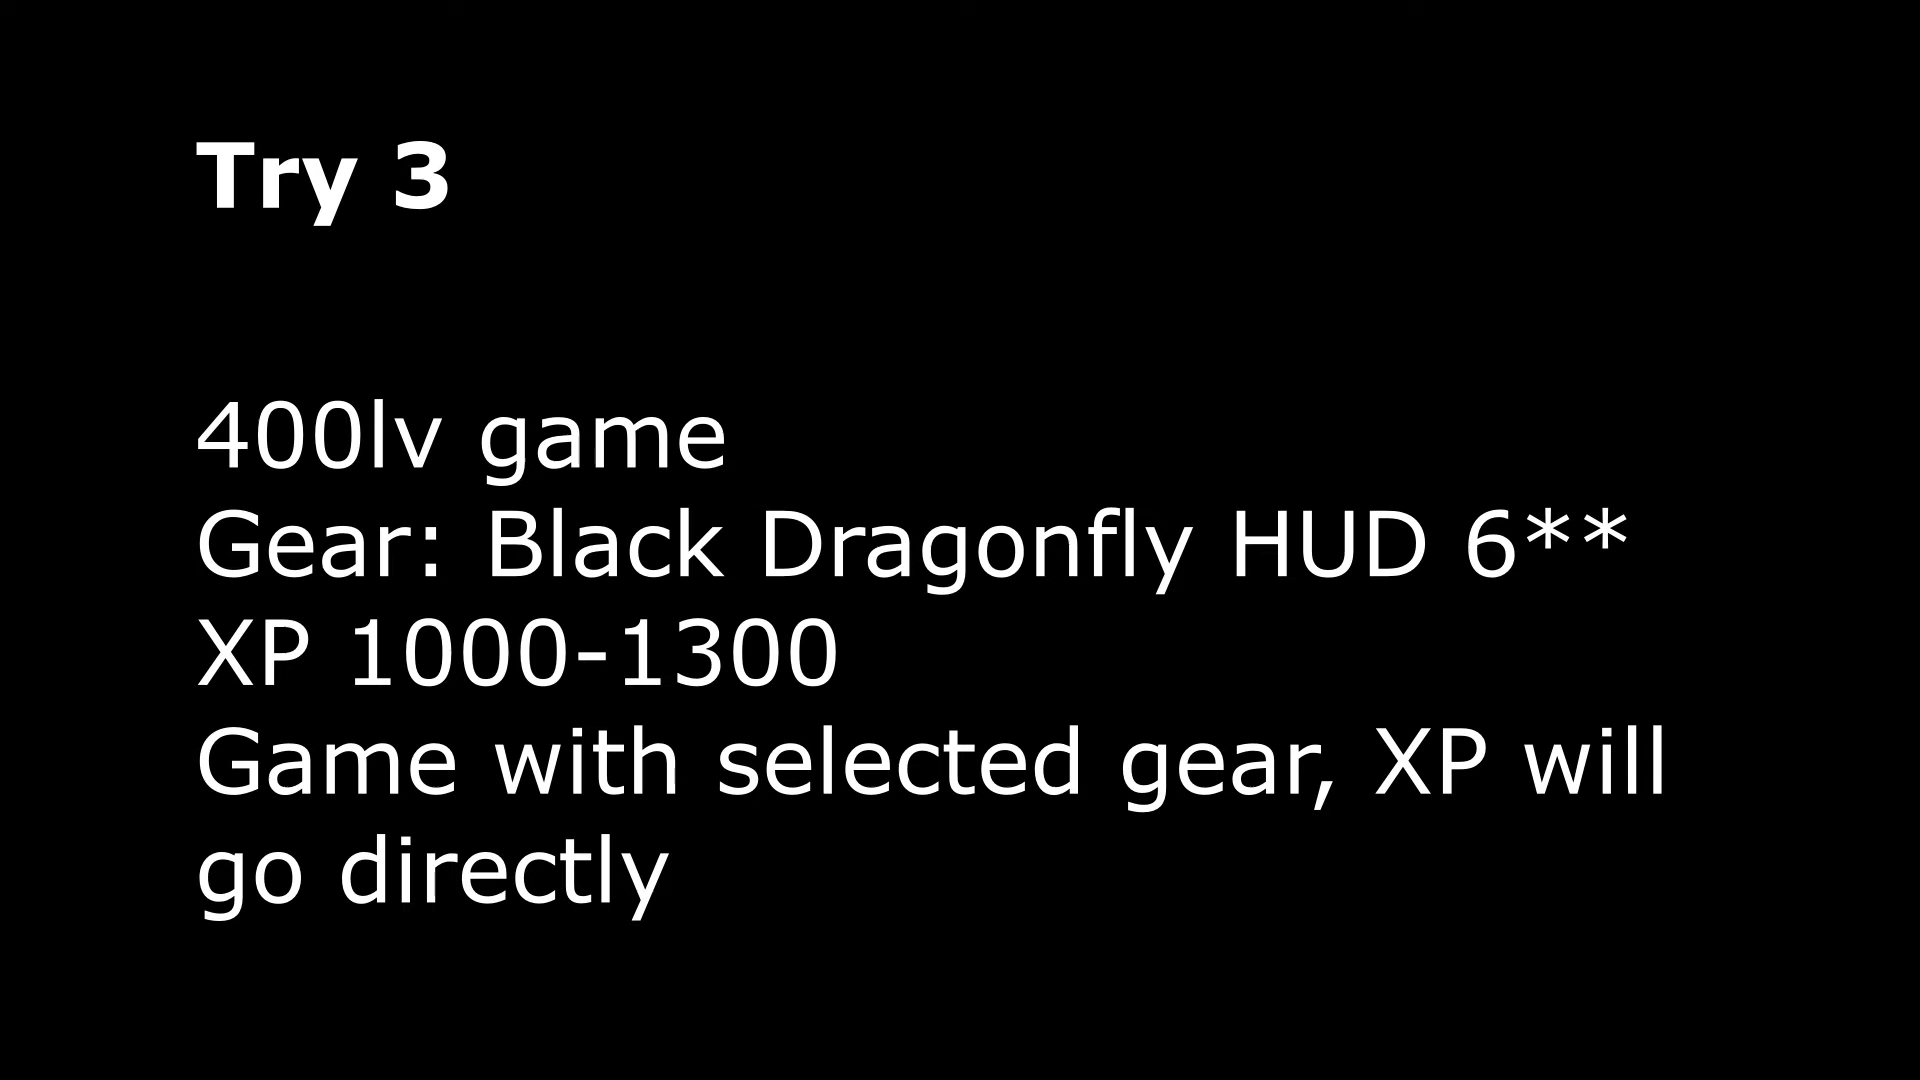 Try 3
400lv game
Gear: Black Dragonfly HUD 6**
XP 1000-1300
Game with selected gear, XP will
go directly